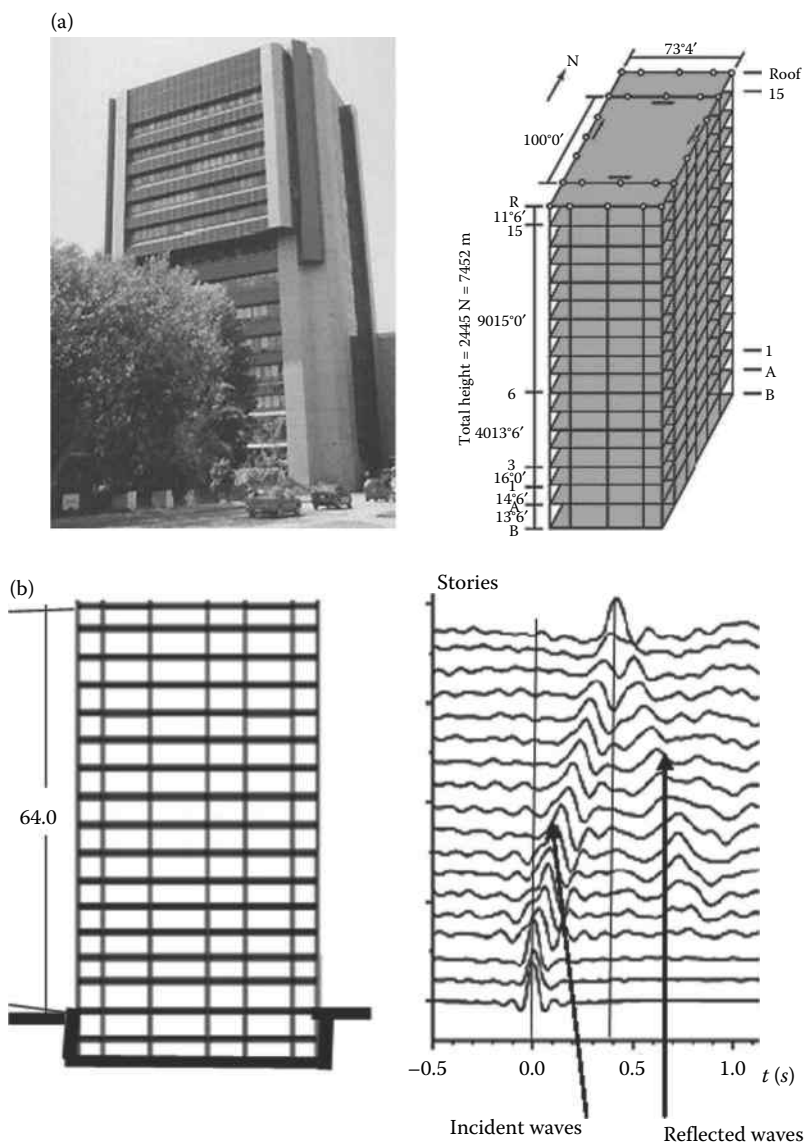 (a)
73°4′
N
Roof
15
100°0′
R
11°6′
15
Total height = 2445 N = 7452 m
9015°0′
1
A
6
B
4013°6′
3
16°0′
1
14°6′
A
13°6′
B
(b)
Stories
64.0
−0.5 0.0 0.5 1.0 t (s)
Incident waves
Reflected waves